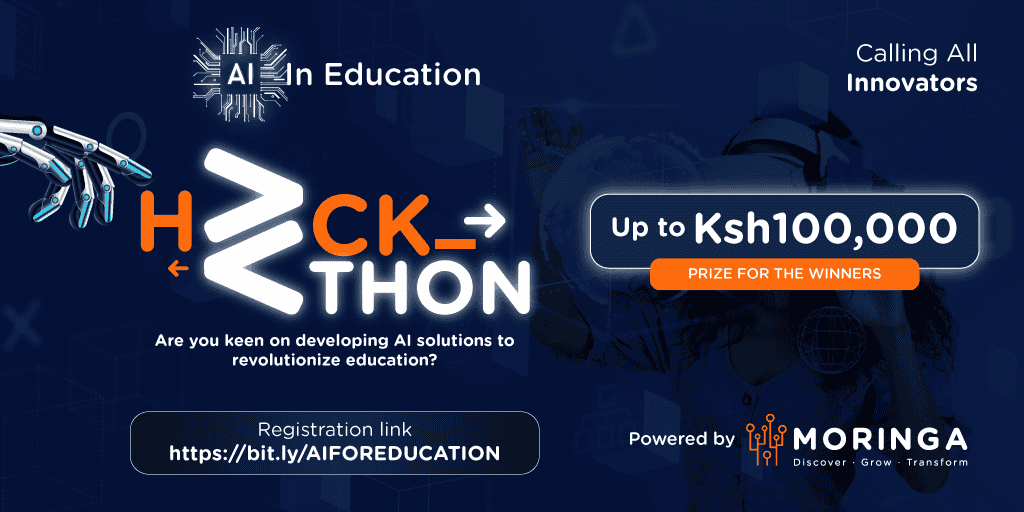 AI In Education
Calling All
Innovators
HACK_
THON
Up to Ksh100,000
PRIZE FOR THE WINNERS
Are you keen on developing AI solutions to
revolutionize education?
Registration link
https://bit.ly/AIFOREDUCATION
Powered by MORINGA
Discover · Grow · Transform